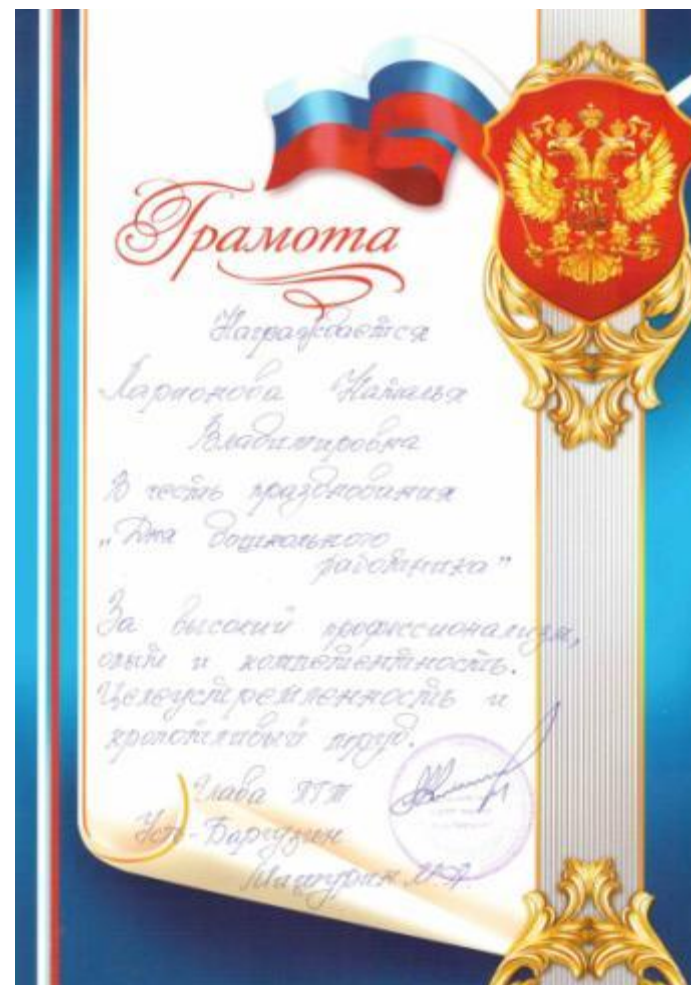 Грамота
Награждается
Ларионова Наталья
Владимировна
В честь празднования
„Дня дошкольного
работника"
За высокий профессионализм,
опыт и компетентность.
Целеустремленность и
кропотливый труд.
Глава ПГТ
Усть-Баргузин